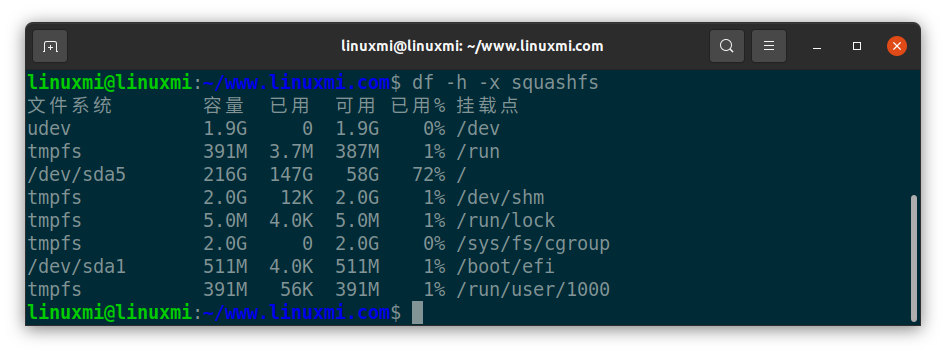 linuxmi@linuxmi: ~/www.linuxmi.com
linuxmi@linuxmi:~/www.linuxmi.com$ df -h -x squashfs
文件系统 容量 已用 可用 已用% 挂载点
udev 1.9G 0 1.9G 0% /dev
tmpfs 391M 3.7M 387M 1% /run
/dev/sda5 216G 147G 58G 72% /
tmpfs 2.0G 12K 2.0G 1% /dev/shm
tmpfs 5.0M 4.0K 5.0M 1% /run/lock
tmpfs 2.0G 0 2.0G 0% /sys/fs/cgroup
/dev/sda1 511M 4.0K 511M 1% /boot/efi
tmpfs 391M 56K 391M 1% /run/user/1000
linuxmi@linuxmi:~/www.linuxmi.com$